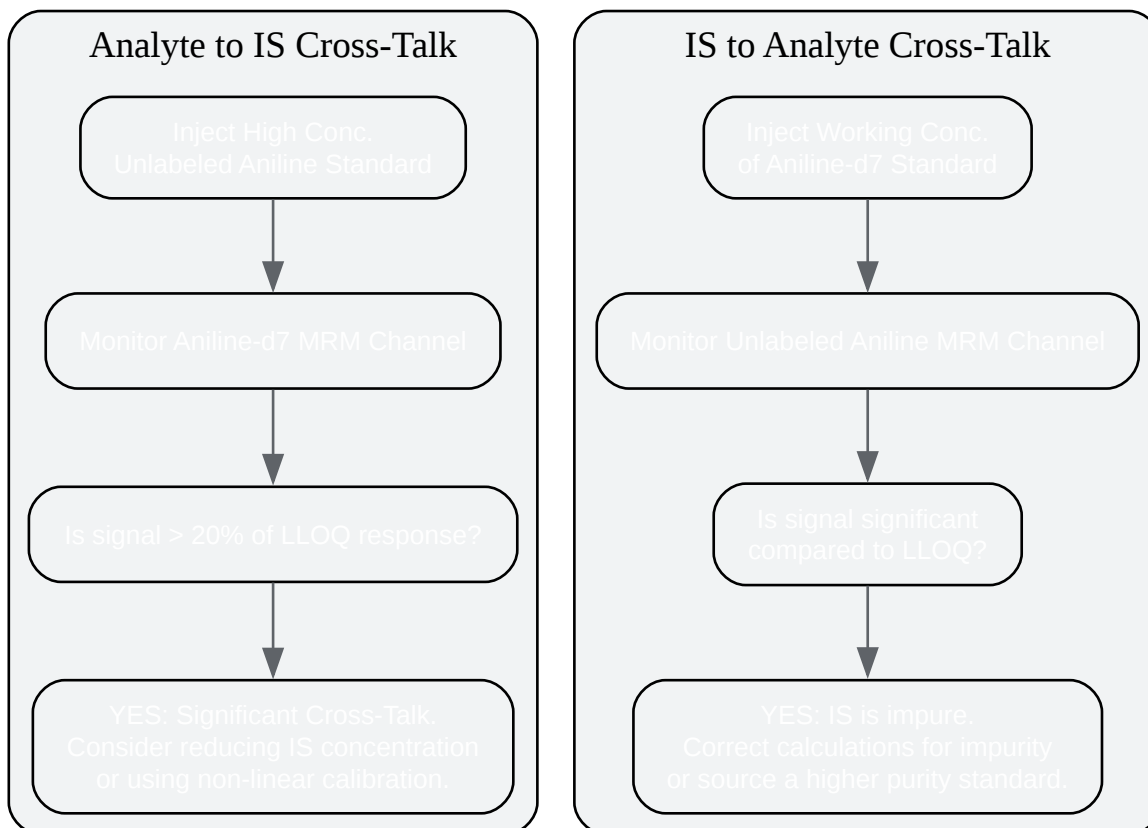 Analyte to IS Cross-Talk
Inject High Conc.
Unlabeled Aniline Standard
Monitor Aniline-d7 MRM Channel
Is signal > 20% of LLOQ response?
YES: Significant Cross-Talk.
Consider reducing IS concentration
or using non-linear calibration.
IS to Analyte Cross-Talk
Inject Working Conc.
of Aniline-d7 Standard
Monitor Unlabeled Aniline MRM Channel
Is signal significant
compared to LLOQ?
YES: IS is impure.
Correct calculations for impurity
or source a higher purity standard.